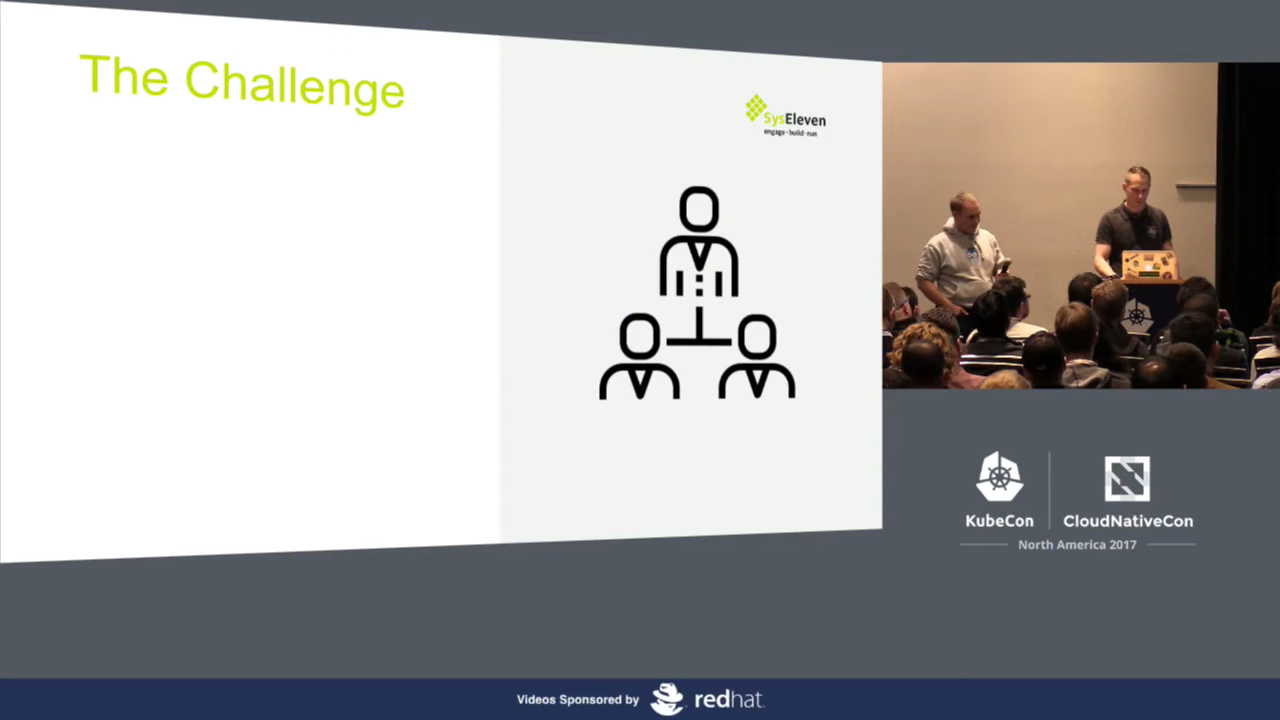 The Challenge
SysEleven
engage · build · run
KubeCon
CloudNativeCon
North America 2017
Videos Sponsored by redhat.